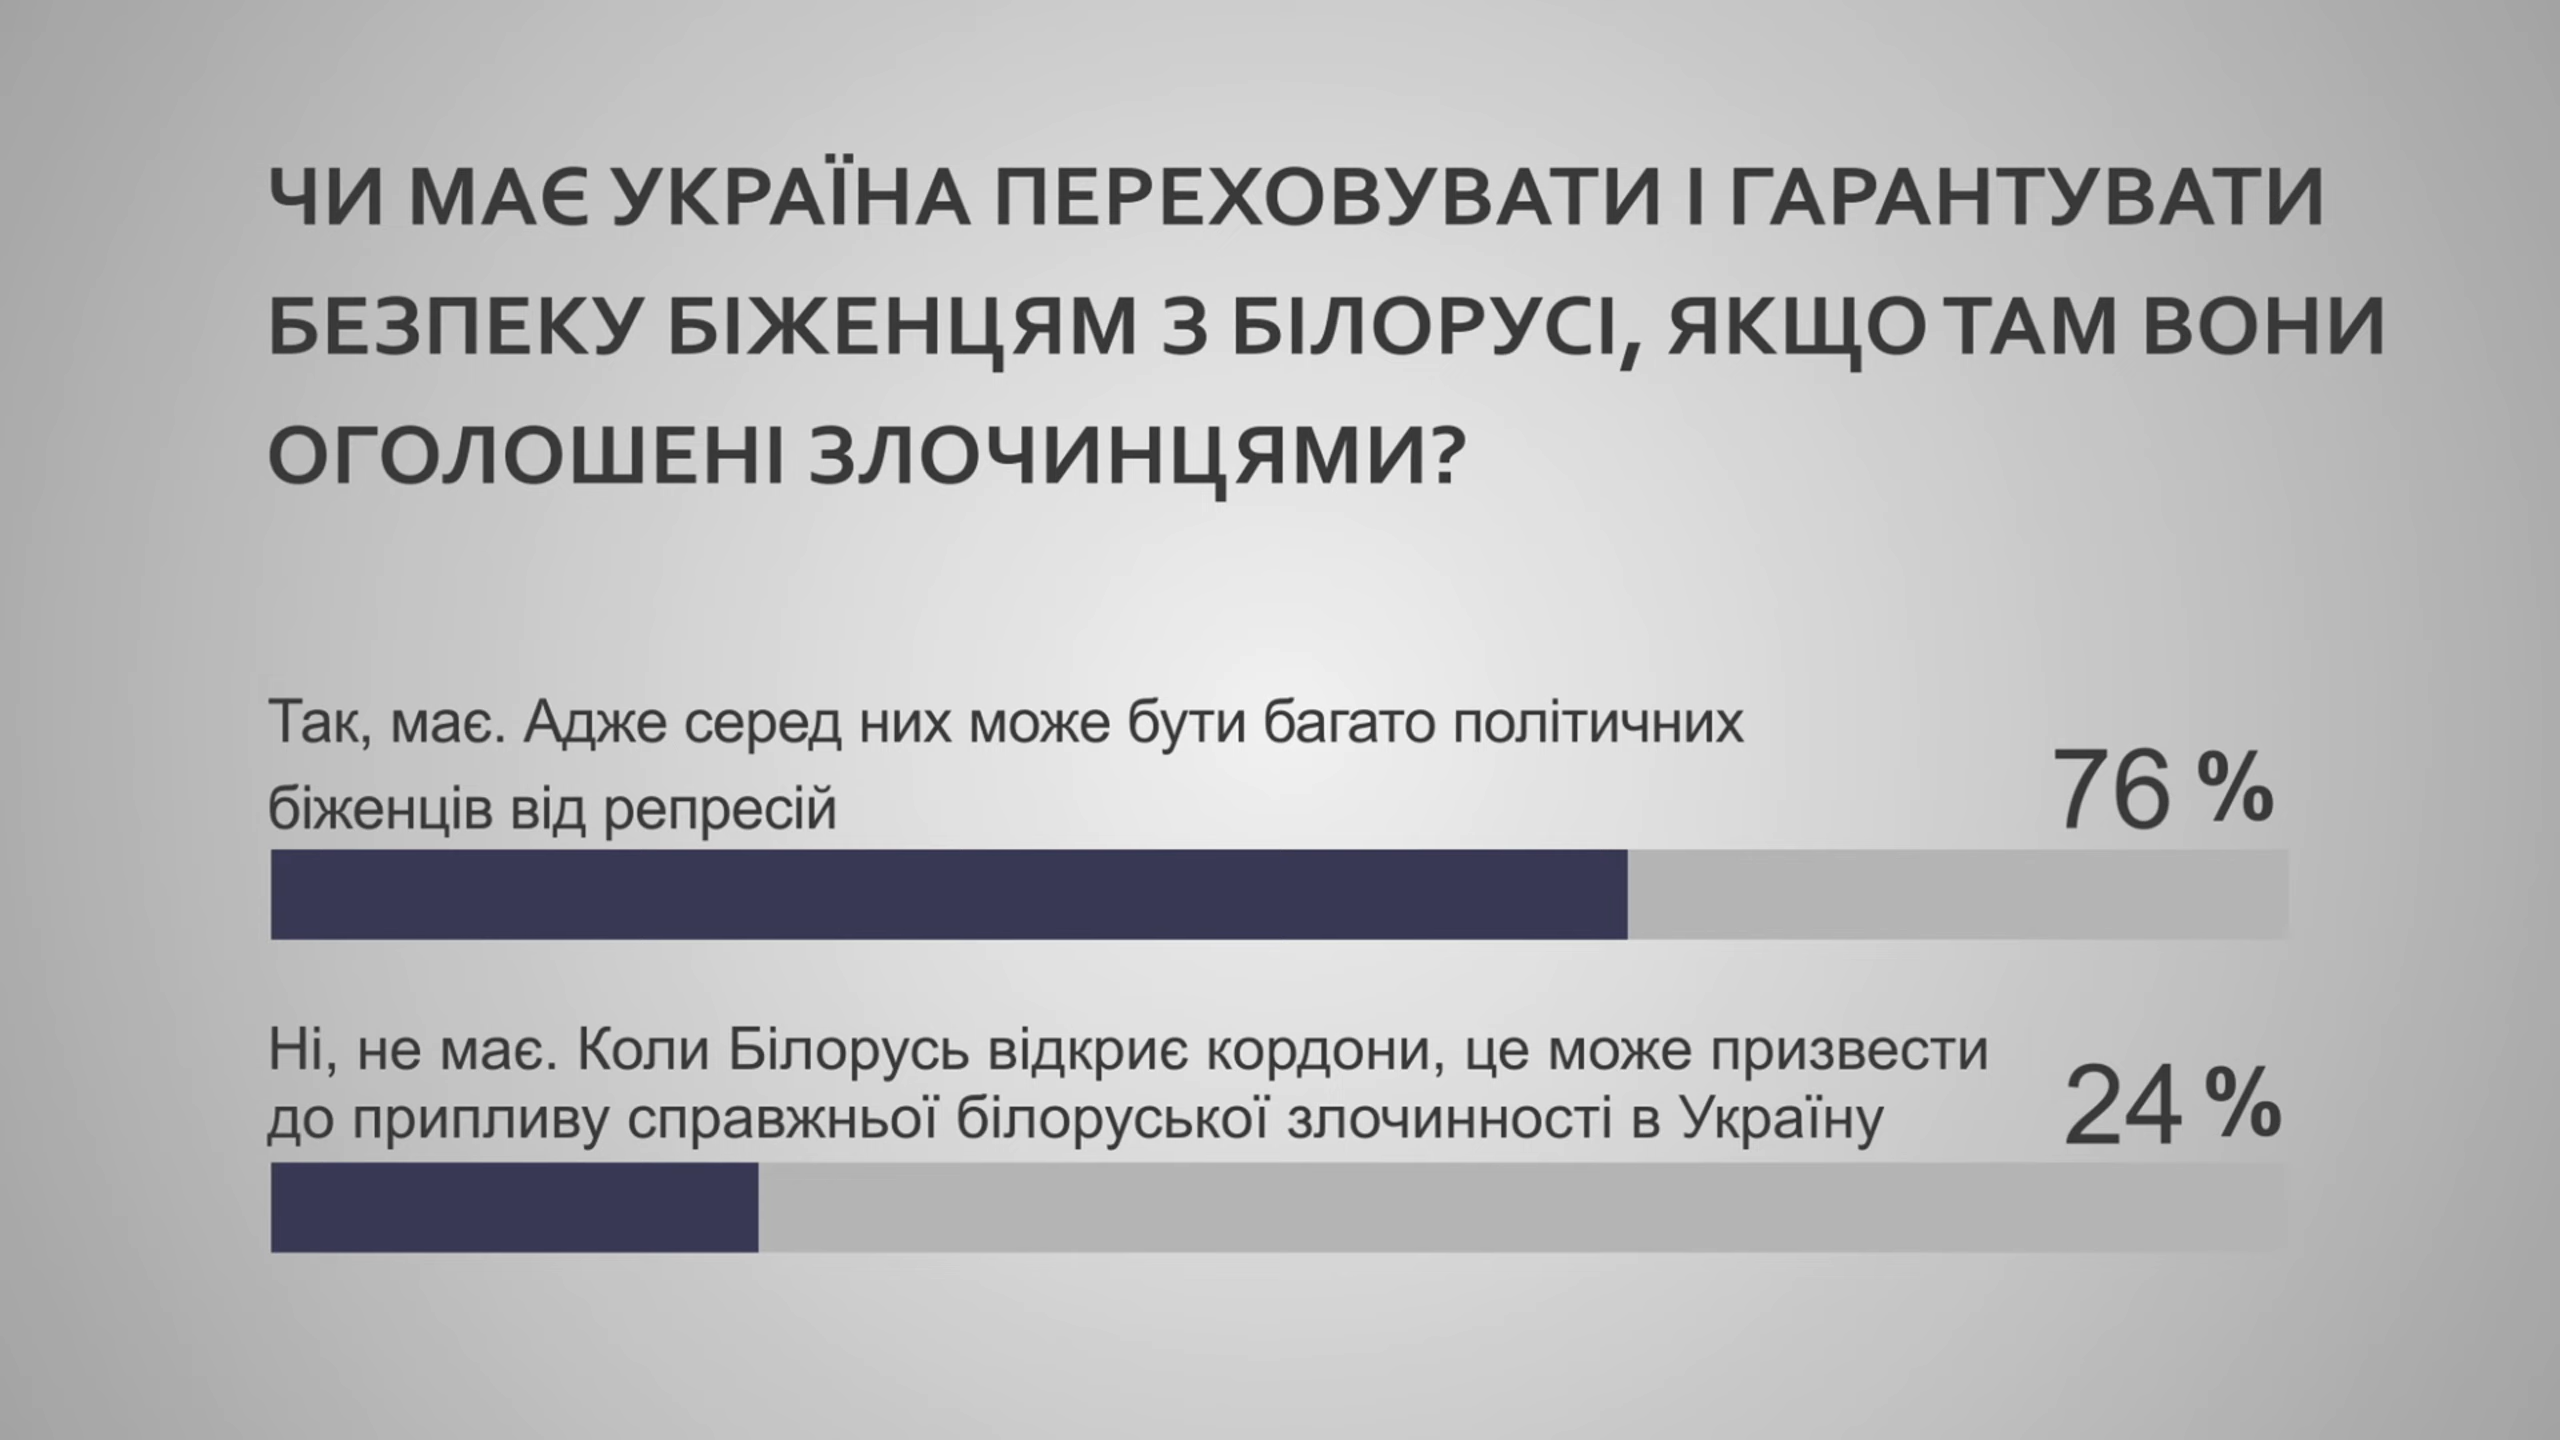 ЧИ МАЄ УКРАЇНА ПЕРЕХОВУВАТИ І ГАРАНТУВАТИ
БЕЗПЕКУ БІЖЕНЦЯМ З БІЛОРУСІ, ЯКЩО ТАМ ВОНИ
ОГОЛОШЕНІ ЗЛОЧИНЦЯМИ?
Так, має. Адже серед них може бути багато політичних
біженців від репресій
76 %
Ні, не має. Коли Білорусь відкриє кордони, це може призвести
до припливу справжньої білоруської злочинності в Україну
24 %